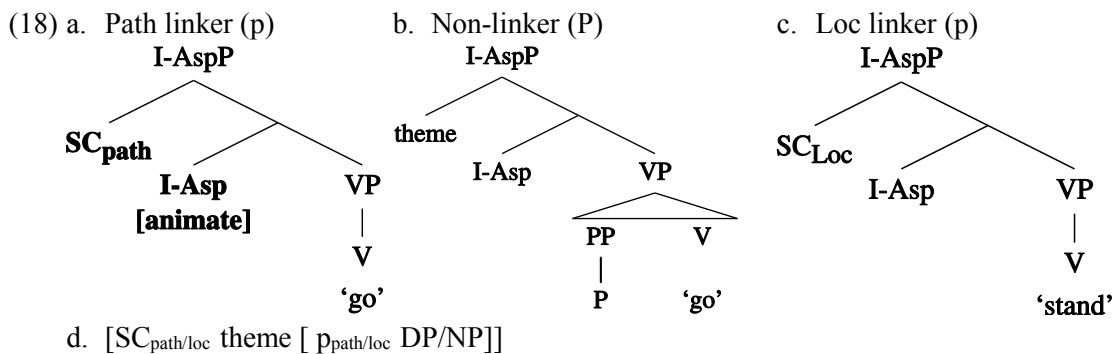 (18) a. Path linker (p) b. Non-linker (P) c. Loc linker (p)
I-AspP I-AspP I-AspP
SCpath theme SCLoc
I-Asp VP I-Asp VP I-Asp VP
[animate]
V PP V V
‘go’ P ‘go’ ‘stand’
d. [SCpath/loc theme [ ppath/loc DP/NP]]